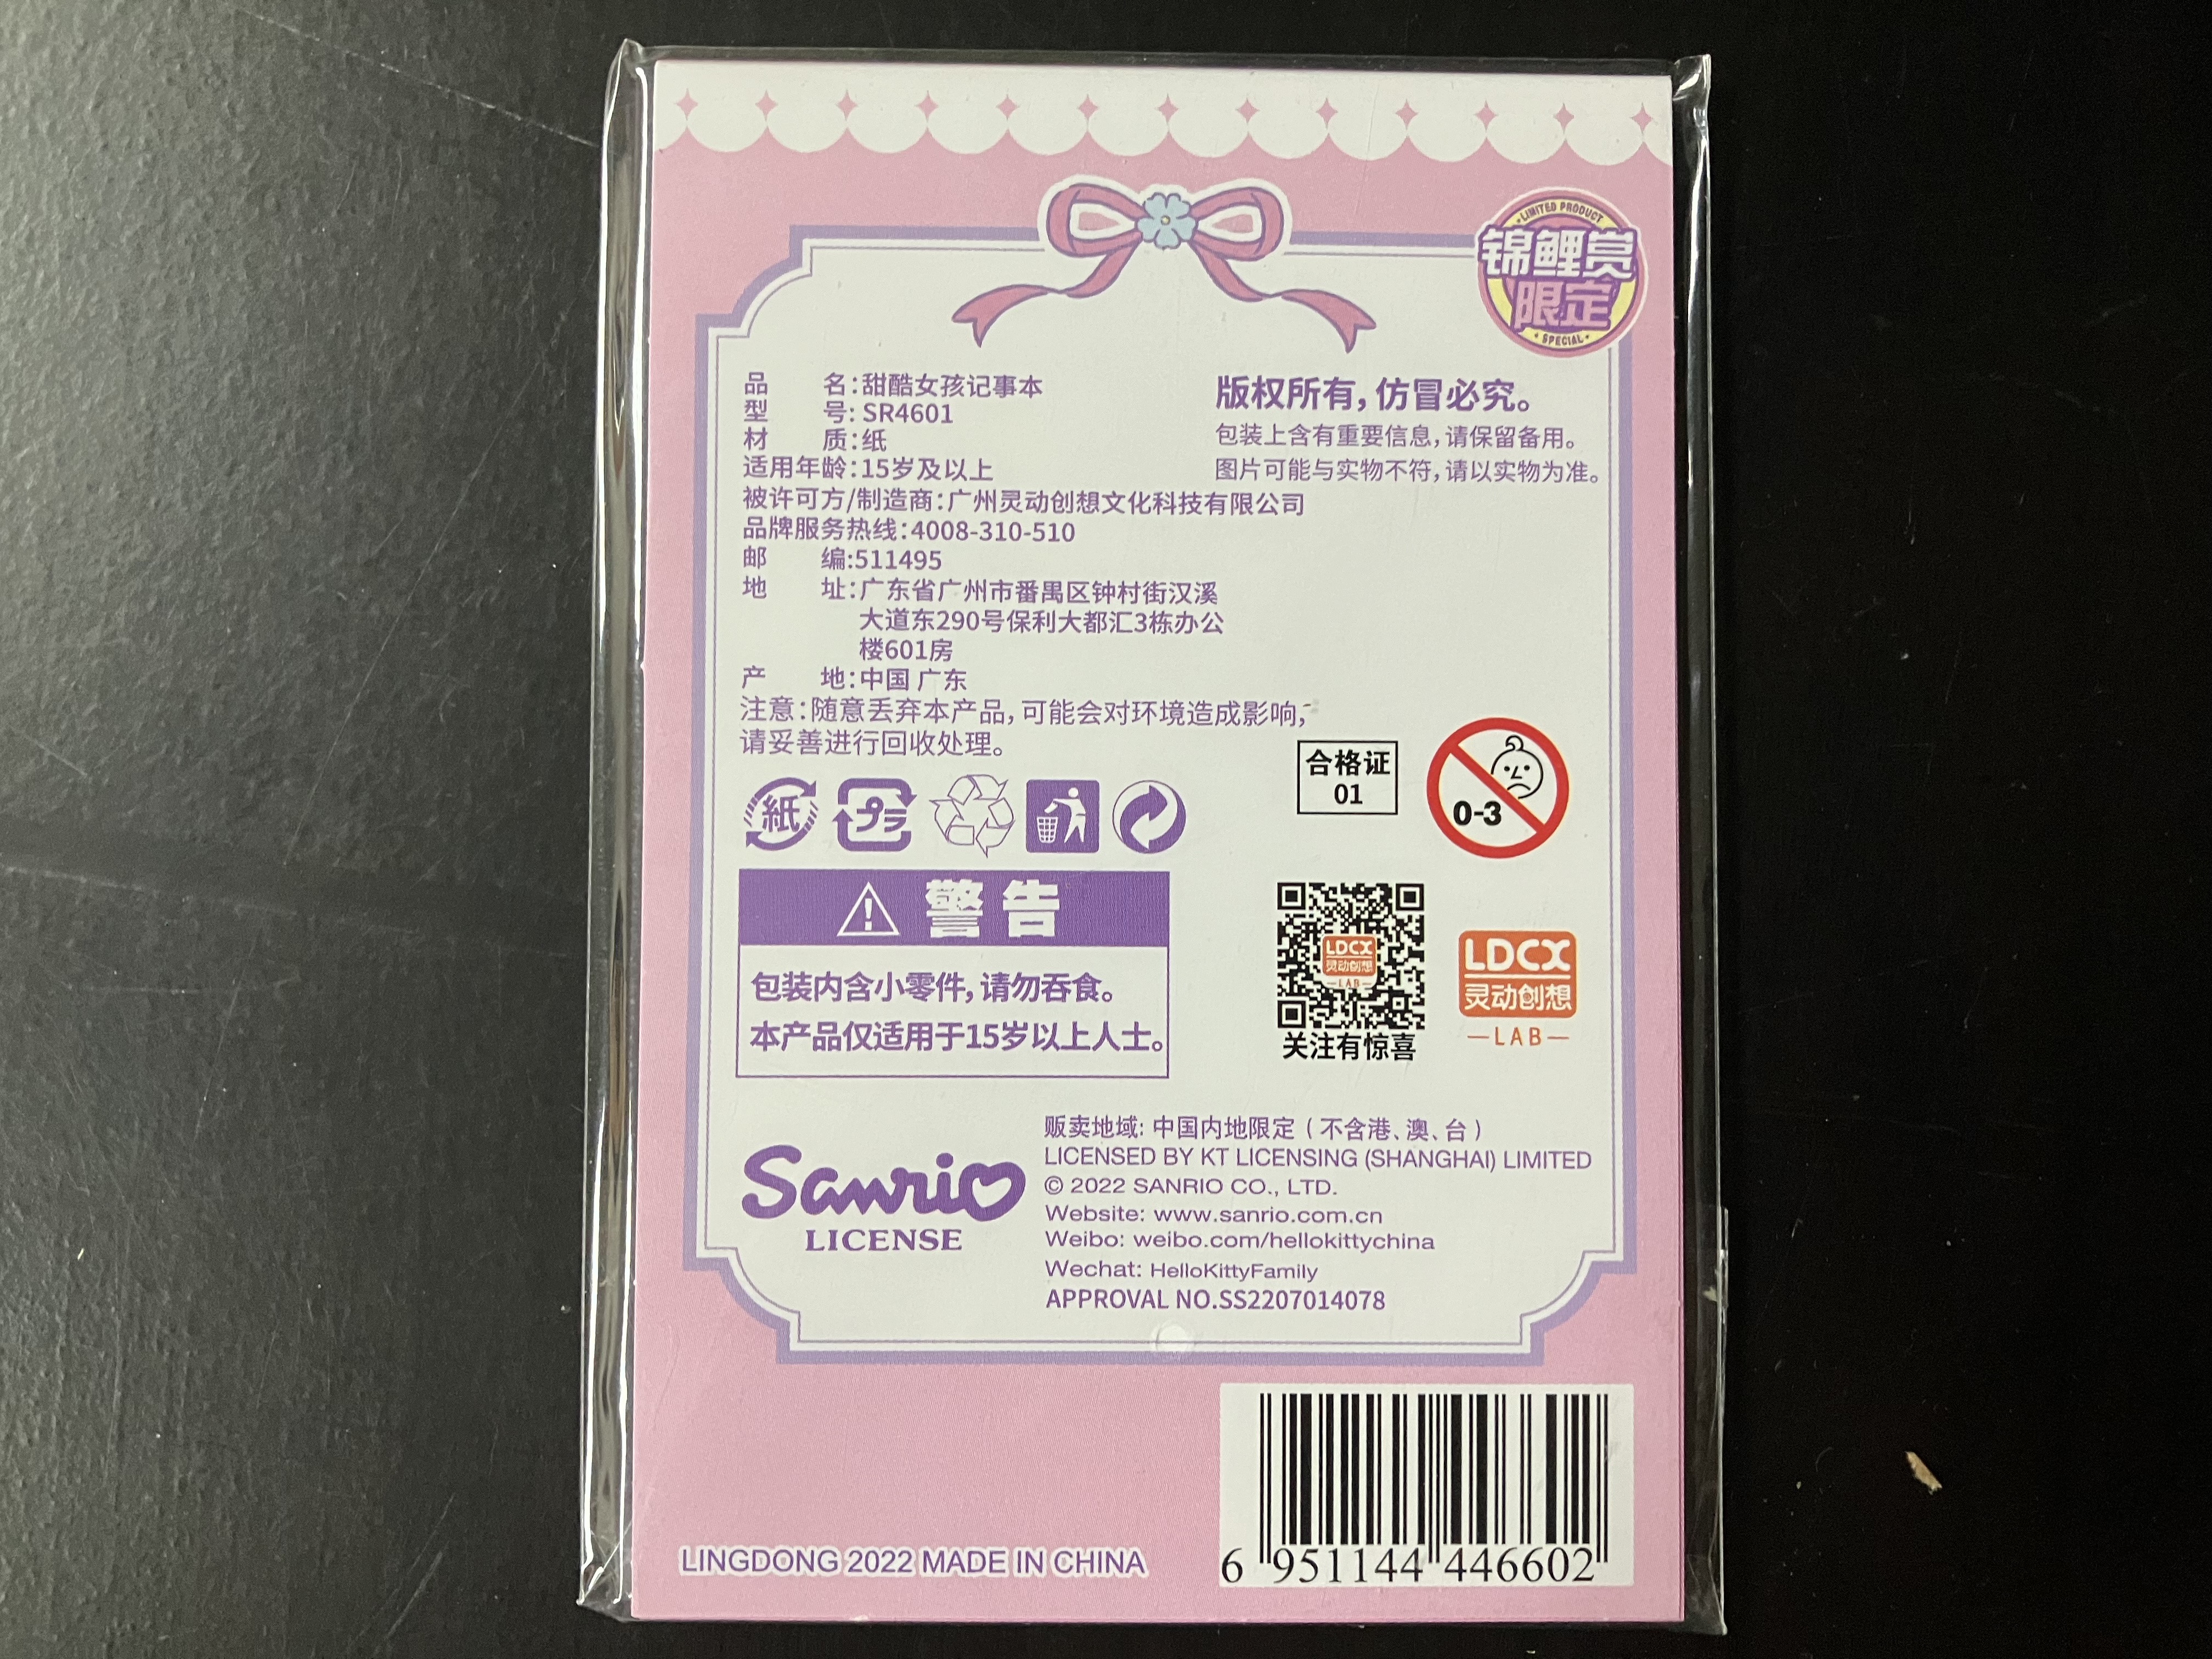 LIMITED PRODUCT
锦鲤赏
限定
SPECIAL
品 名:甜酷女孩记事本
型 号: SR4601
材 质:纸
适用年龄:15岁及以上
版权所有,仿冒必究。
包装上含有重要信息,请保留备用。
图片可能与实物不符,请以实物为准。
被许可方/制造商:广州灵动创想文化科技有限公司
品牌服务热线:4008-310-510
邮 编:511495
地 址:广东省广州市番禺区钟村街汉溪
大道东290号保利大都汇3栋办公
楼601房
产 地:中国 广东
注意:随意丢弃本产品,可能会对环境造成影响,
请妥善进行回收处理。
合格证
01
0-3
紙
プラ
警告
包装内含小零件,请勿吞食。
本产品仅适用于15岁以上人士。
LDCX
灵动创想
LAB
关注有惊喜
LDCX
灵动创想
—LAB—
Sanrio
LICENSE
贩卖地域: 中国内地限定(不含港、澳、台)
LICENSED BY KT LICENSING (SHANGHAI) LIMITED
© 2022 SANRIO CO., LTD.
Website: www.sanrio.com.cn
Weibo: weibo.com/hellokittychina
Wechat: HelloKittyFamily
APPROVAL NO.SS2207014078
LINGDONG 2022 MADE IN CHINA
6 951144 446602